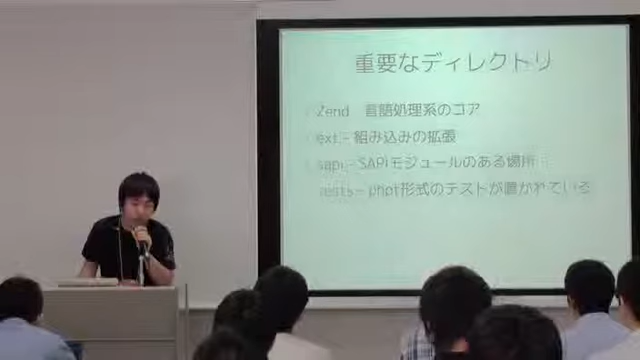 重要なディレクトリ
Zend 言語処理系のコア
ext - 組み込みの拡張
sapi - SAPIモジュールのある場所
tests - phpt形式のテストが置かれている